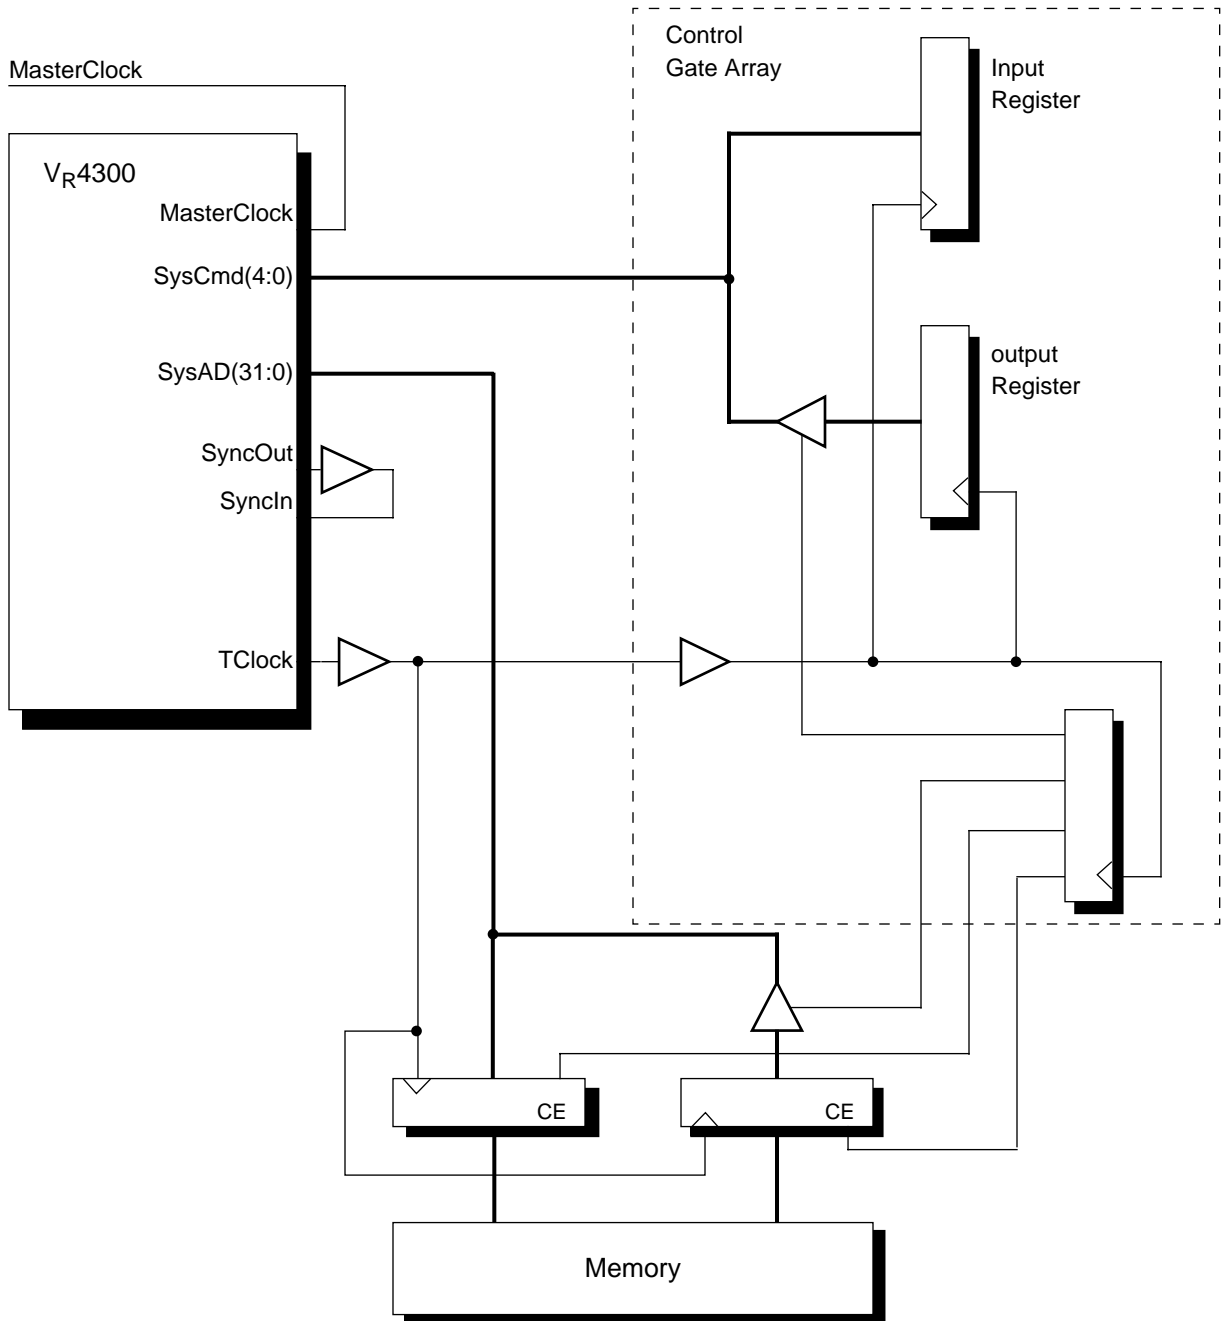 Control
Gate Array
Input
Register
MasterClock
VR4300
MasterClock
SysCmd(4:0)
SysAD(31:0)
output
Register
SyncOut
SyncIn
TClock
CE
CE
Memory